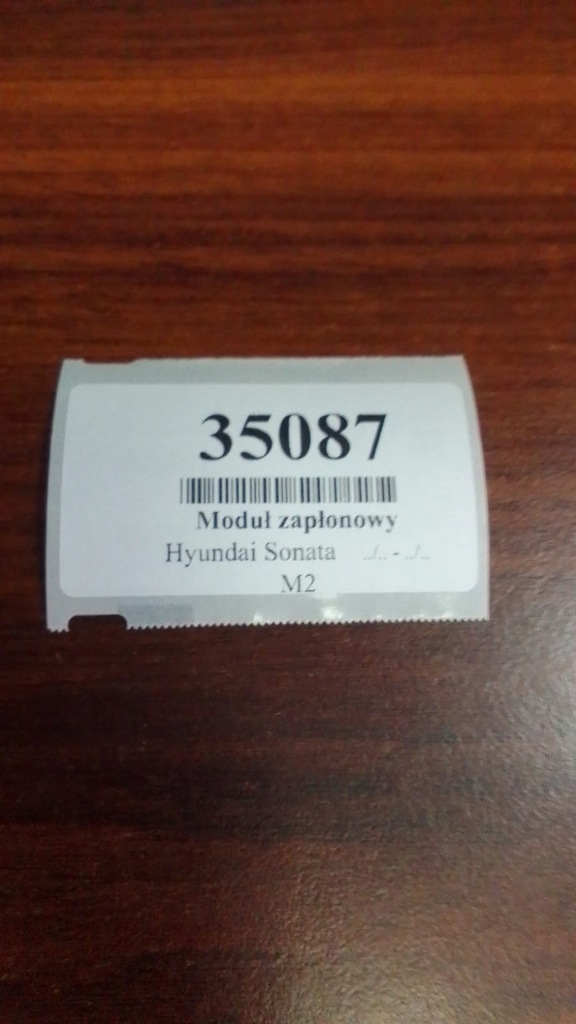 35087
Moduł zapłonowy
Hyundai Sonata ../.. - ../..
M2